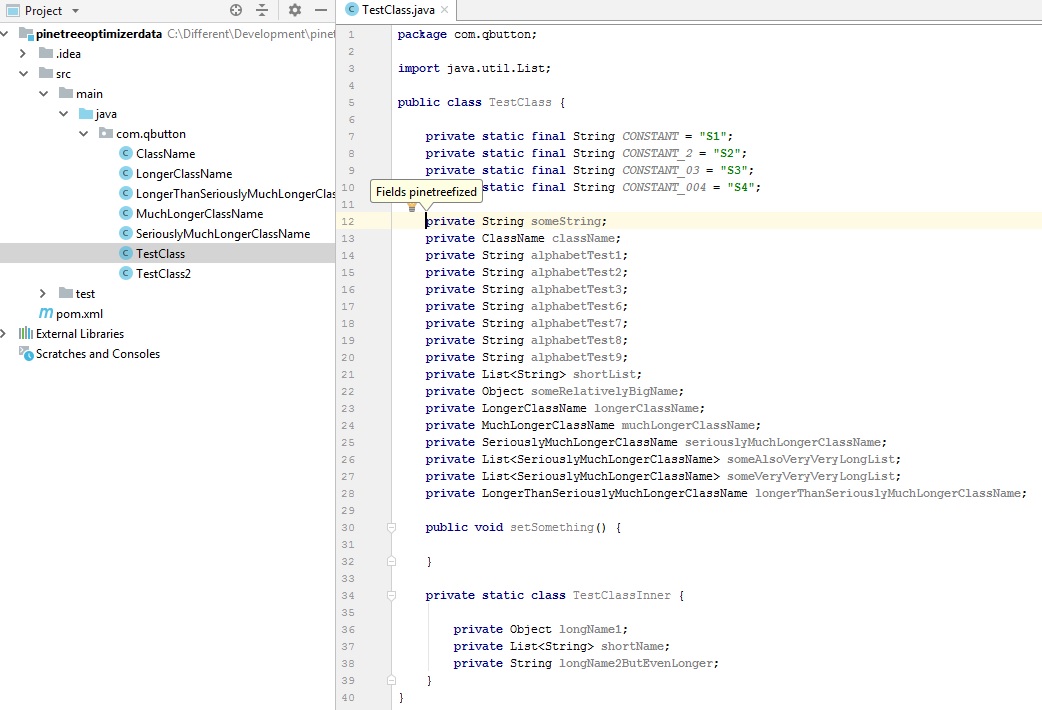 Project
pinetreeoptimizerdata C:\Different\Development\pinet
.idea
src
main
java
com.qbutton
ClassName
LongerClassName
LongerThanSeriouslyMuchLongerClas
MuchLongerClassName
SeriouslyMuchLongerClassName
TestClass
TestClass2
test
pom.xml
External Libraries
Scratches and Consoles
TestClass.java
1 package com.qbutton;
2
3 import java.util.List;
4
5 public class TestClass {
6
7 private static final String CONSTANT = "S1";
8 private static final String CONSTANT_2 = "S2";
9 private static final String CONSTANT_03 = "S3";
10 static final String CONSTANT_004 = "S4";
Fields pinetreefized
11
12 private String someString;
13 private ClassName className;
14 private String alphabetTest1;
15 private String alphabetTest2;
16 private String alphabetTest3;
17 private String alphabetTest6;
18 private String alphabetTest7;
19 private String alphabetTest8;
20 private String alphabetTest9;
21 private List<String> shortList;
22 private Object someRelativelyBigName;
23 private LongerClassName longerClassName;
24 private MuchLongerClassName muchLongerClassName;
25 private SeriouslyMuchLongerClassName seriouslyMuchLongerClassName;
26 private List<SeriouslyMuchLongerClassName> someAlsoVeryVeryLongList;
27 private List<SeriouslyMuchLongerClassName> someVeryVeryVeryLongList;
28 private LongerThanSeriouslyMuchLongerClassName longerThanSeriouslyMuchLongerClassName;
29
30 public void setSomething() {
31
32 }
33
34 private static class TestClassInner {
35
36 private Object longName1;
37 private List<String> shortName;
38 private String longName2ButEvenLonger;
39 }
40 }